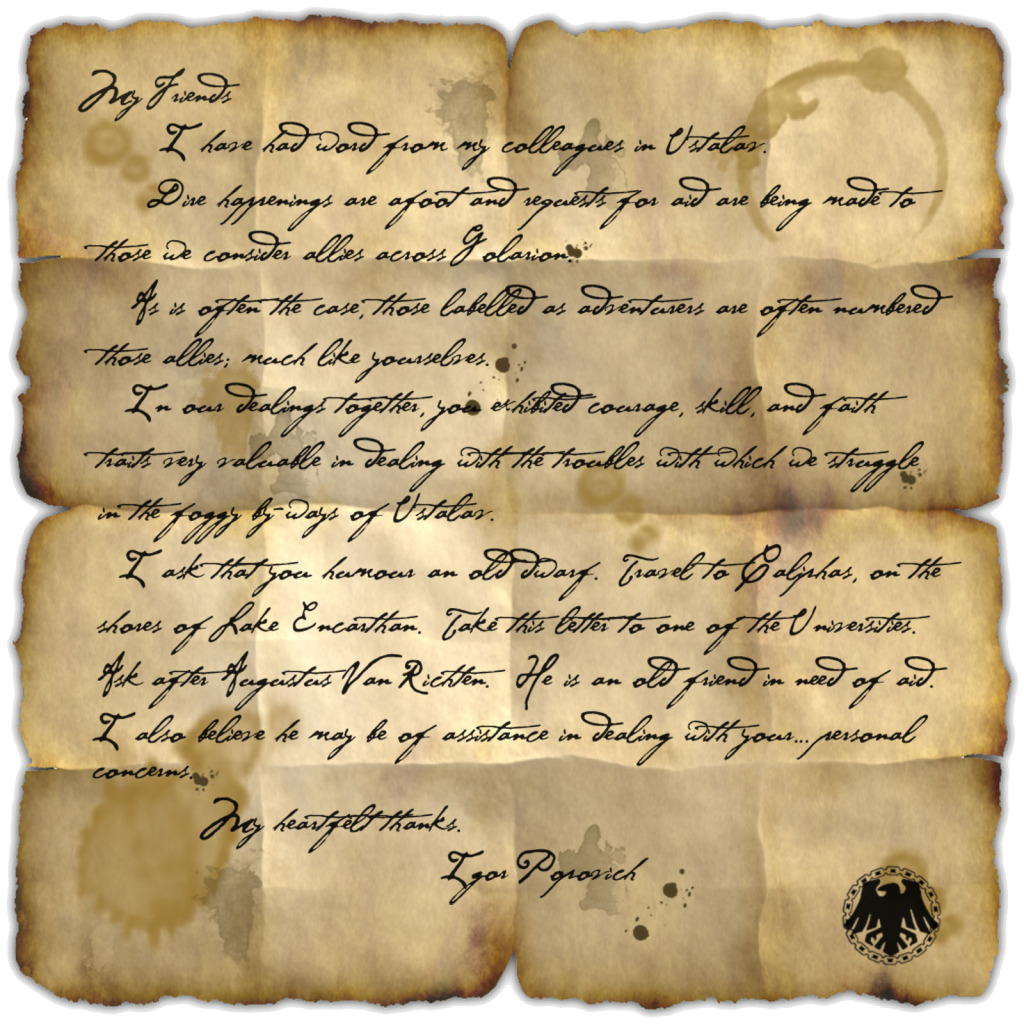 My Friends
I have had word from my colleagues in Ustalav.
Dire happenings are afoot and requests for aid are being made to
those we consider allies across Golarion.
As is often the case, those labelled as adventurers are often numbered
those allies; much like yourselves.
In our dealings together, you exhibited courage, skill, and faith
traits very valuable in dealing with the troubles with which we struggle
in the foggy by-ways of Ustalav.
I ask that you humour an old dwarf. Travel to Caliphas, on the
shores of Lake Encarthan. Take this letter to one of the Universities.
Ask after Augustus Van Richten. He is an old friend in need of aid.
I also believe he may be of assistance in dealing with your... personal
concerns.
My heartfelt thanks.
Igor Poprovich